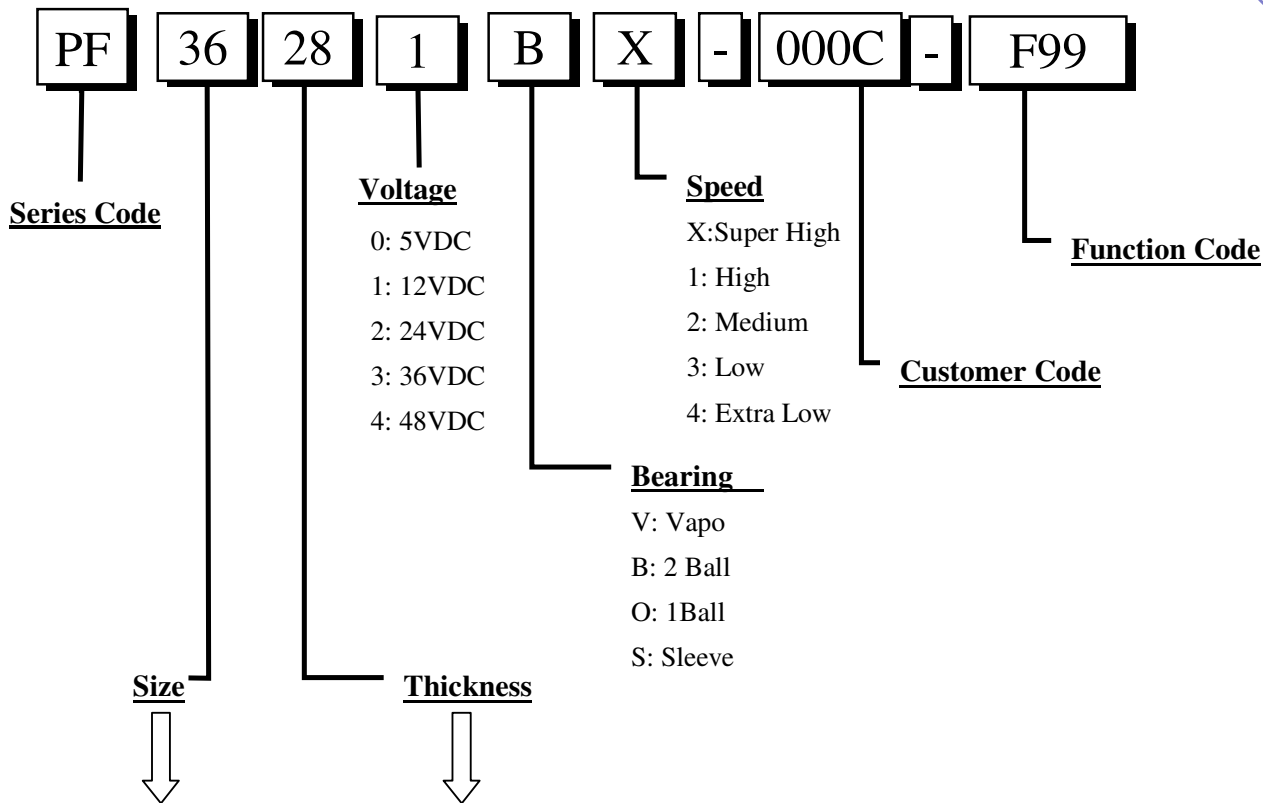 PF 36 28 1 B X - 000C - F99
Series Code
Voltage
0: 5VDC
1: 12VDC
2: 24VDC
3: 36VDC
4: 48VDC
Speed
X:Super High
1: High
2: Medium
3: Low
4: Extra Low
Function Code
Customer Code
Bearing
V: Vapo
B: 2 Ball
O: 1Ball
S: Sleeve
Size
Thickness